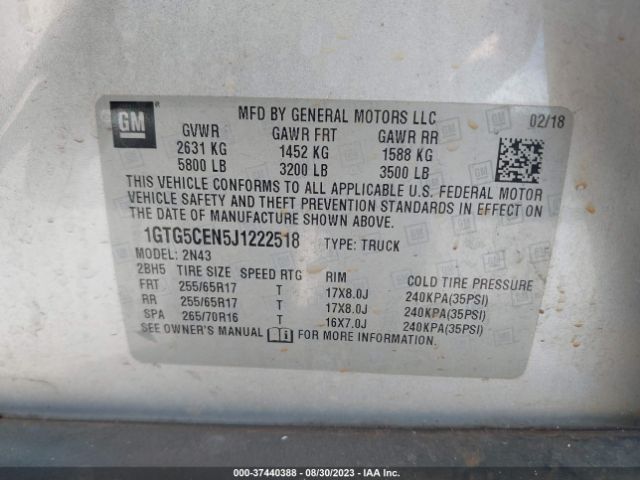 GM
MFD BY GENERAL MOTORS LLC 02/18
GVWR GAWR FRT GAWR RR
2631 KG 1452 KG 1588 KG
5800 LB 3200 LB 3500 LB
THIS VEHICLE CONFORMS TO ALL APPLICABLE U.S. FEDERAL MOTOR
VEHICLE SAFETY AND THEFT PREVENTION STANDARDS IN EFFECT ON
THE DATE OF MANUFACTURE SHOWN ABOVE.
1GTG5CEN5J1222518 TYPE: TRUCK
MODEL: 2N43
2BH5 TIRE SIZE SPEED RTG RIM COLD TIRE PRESSURE
FRT 255/65R17 T 17X8.0J 240KPA(35PSI)
RR 255/65R17 T 17X8.0J 240KPA(35PSI)
SPA 265/70R16 T 16X7.0J 240KPA(35PSI)
SEE OWNER'S MANUAL FOR MORE INFORMATION.
000-37440388 - 08/30/2023 - IAA Inc.